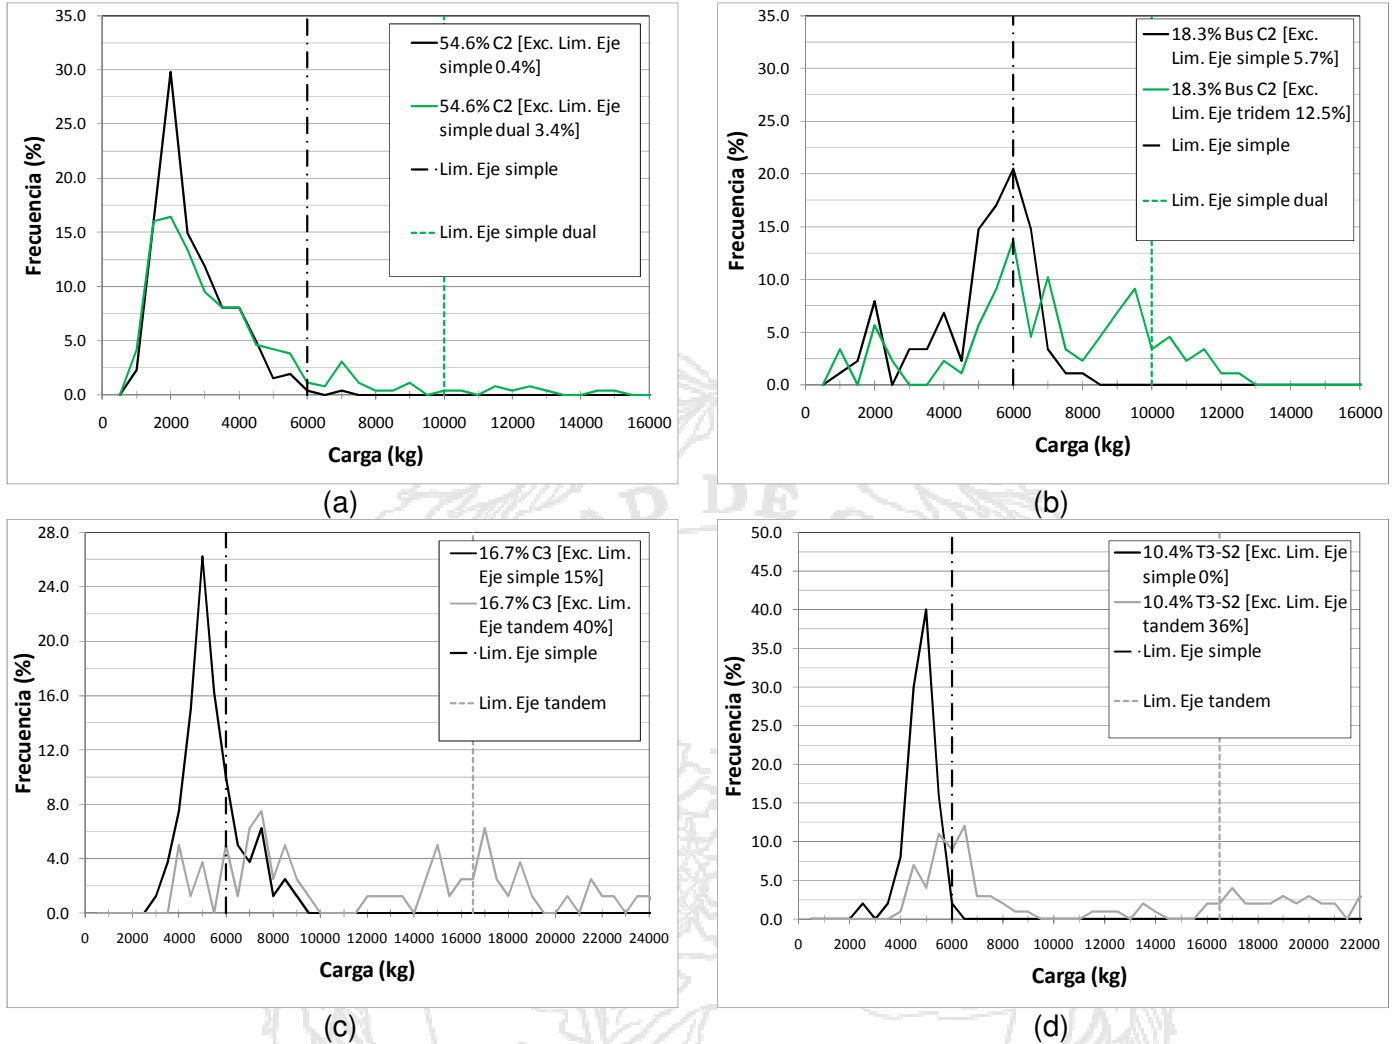 35.0
30.0
25.0
20.0
15.0
10.0
5.0
0.0
Frecuencia (%)
0 2000 4000 6000 8000 10000 12000 14000 16000
Carga (kg)
54.6% C2 [Exc. Lim. Eje
simple 0.4%]
54.6% C2 [Exc. Lim. Eje
simple dual 3.4%]
Lim. Eje simple
Lim. Eje simple dual
(a)
35.0
30.0
25.0
20.0
15.0
10.0
5.0
0.0
Frecuencia (%)
0 2000 4000 6000 8000 10000 12000 14000 16000
Carga (kg)
18.3% Bus C2 [Exc.
Lim. Eje simple 5.7%]
18.3% Bus C2 [Exc.
Lim. Eje tridem 12.5%]
Lim. Eje simple
Lim. Eje simple dual
(b)
28.0
24.0
20.0
16.0
12.0
8.0
4.0
0.0
Frecuencia (%)
0 2000 4000 6000 8000 10000 12000 14000 16000 18000 20000 22000 24000
Carga (kg)
16.7% C3 [Exc. Lim.
Eje simple 15%]
16.7% C3 [Exc. Lim.
Eje tandem 40%]
Lim. Eje simple
Lim. Eje tandem
(c)
50.0
45.0
40.0
35.0
30.0
25.0
20.0
15.0
10.0
5.0
0.0
Frecuencia (%)
0 2000 4000 6000 8000 10000 12000 14000 16000 18000 20000 22000
Carga (kg)
10.4% T3-S2 [Exc. Lim. Eje
simple 0%]
10.4% T3-S2 [Exc. Lim. Eje
tandem 36%]
Lim. Eje simple
Lim. Eje tandem
(d)